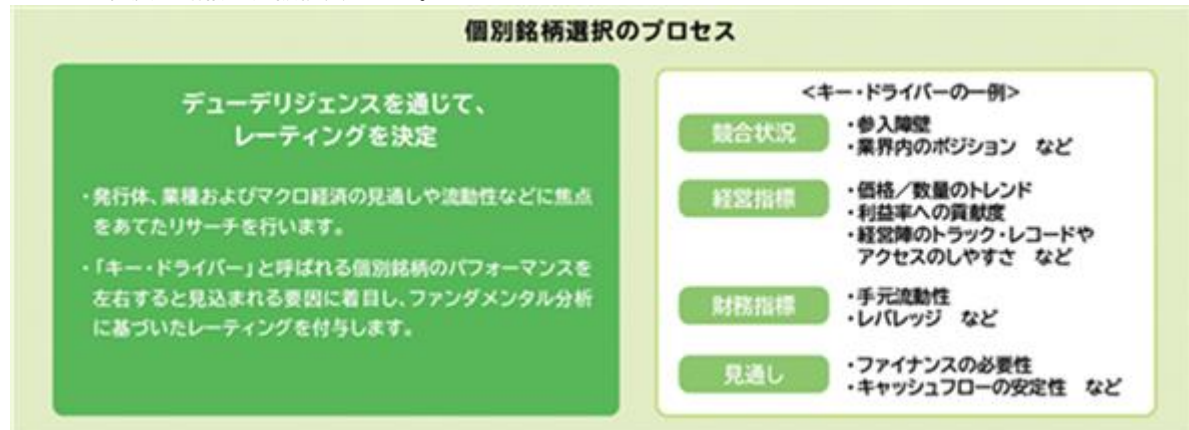 個別銘柄選択のプロセス
デューデリジェンスを通じて、
レーティングを決定
・発行体、業種およびマクロ経済の見通しや流動性などに焦点
をあてたリサーチを行います。
・「キー・ドライバー」と呼ばれる個別銘柄のパフォーマンスを
左右すると見込まれる要因に着目し、ファンダメンタル分析
に基づいたレーティングを付与します。
<キー・ドライバーの一例>
競合状況
・参入障壁
・業界内のポジション など
経営指標
・価格／数量のトレンド
・利益率への貢献度
・経営陣のトラック・レコードや
アクセスのしやすさ など
財務指標
・手元流動性
・レバレッジ など
見通し
・ファイナンスの必要性
・キャッシュフローの安定性 など